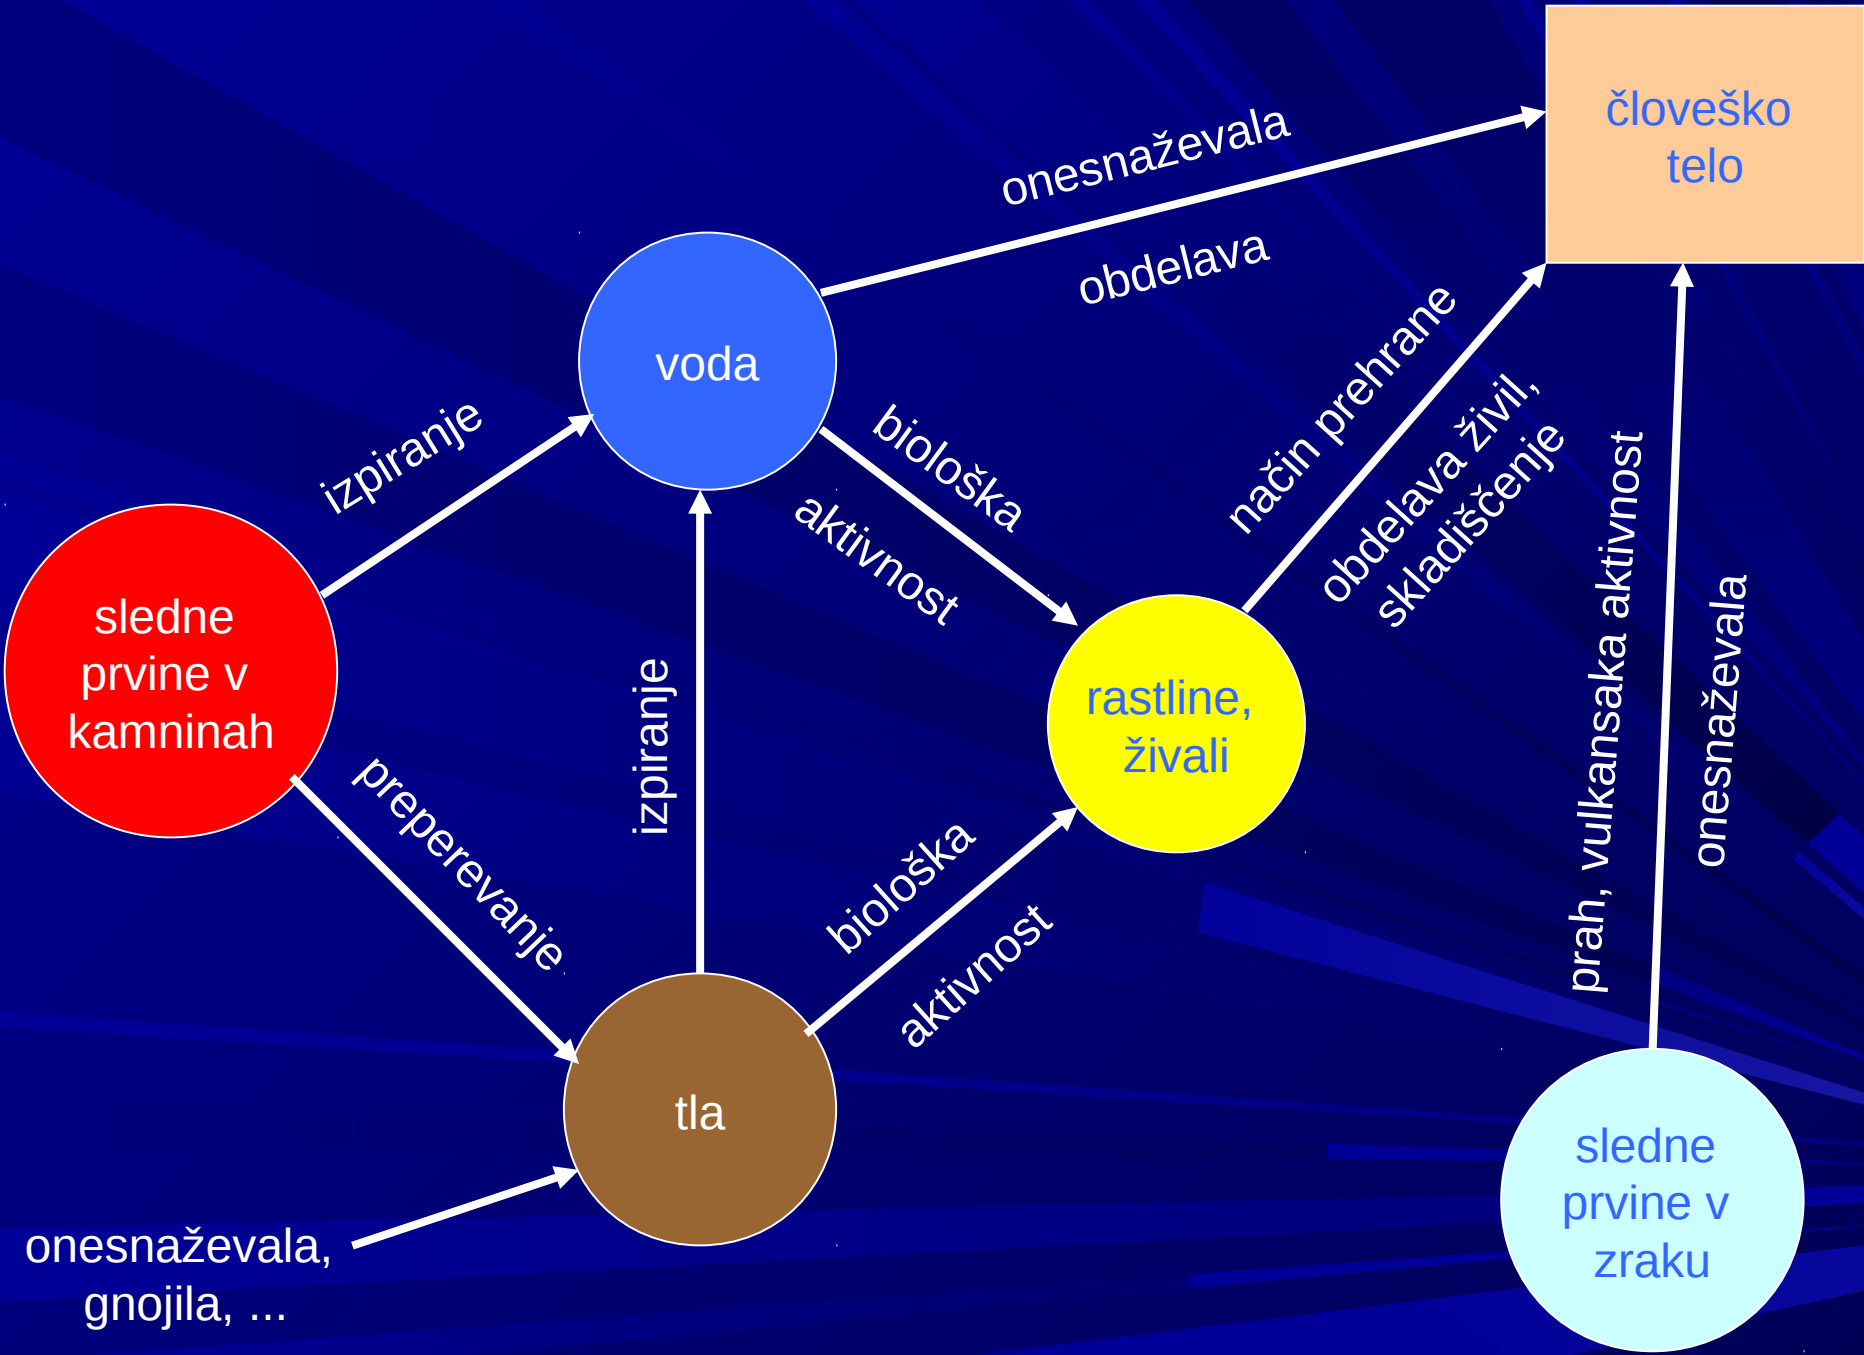 človeško
telo
onesnaževala
obdelava
voda
izpiranje
biološka
aktivnost
način prehrane
obdelava živil,
skladiščenje
prah, vulkansaka aktivnost
onesnaževala
sledne
prvine v
kamninah
izpiranje
rastline,
živali
preperevanje
biološka
aktivnost
tla
sledne
prvine v
zraku
onesnaževala,
gnojila, ...